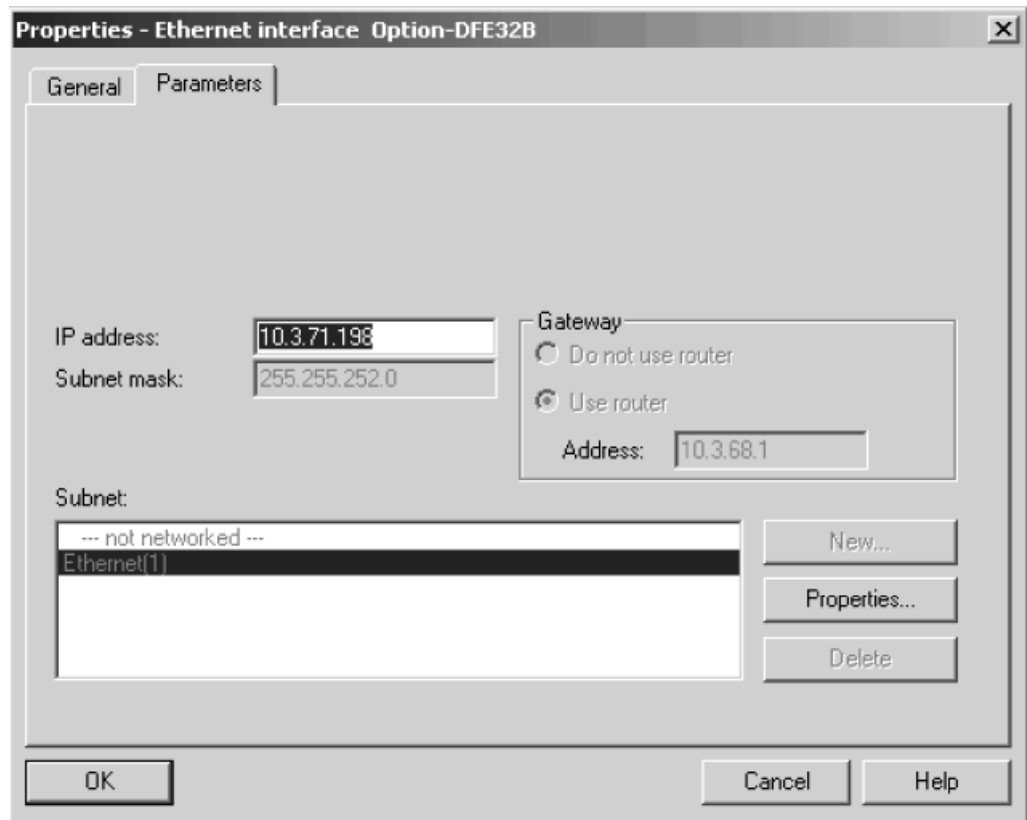 Properties - Ethernet interface Option-DFE32B
General
Parameters
IP address:
10.3.71.198
Subnet mask:
255.255.252.0
Gateway
Do not use router
Use router
Address:
10.3.68.1
Subnet:
--- not networked ---
Ethernet(1)
New...
Properties...
Delete
OK
Cancel
Help